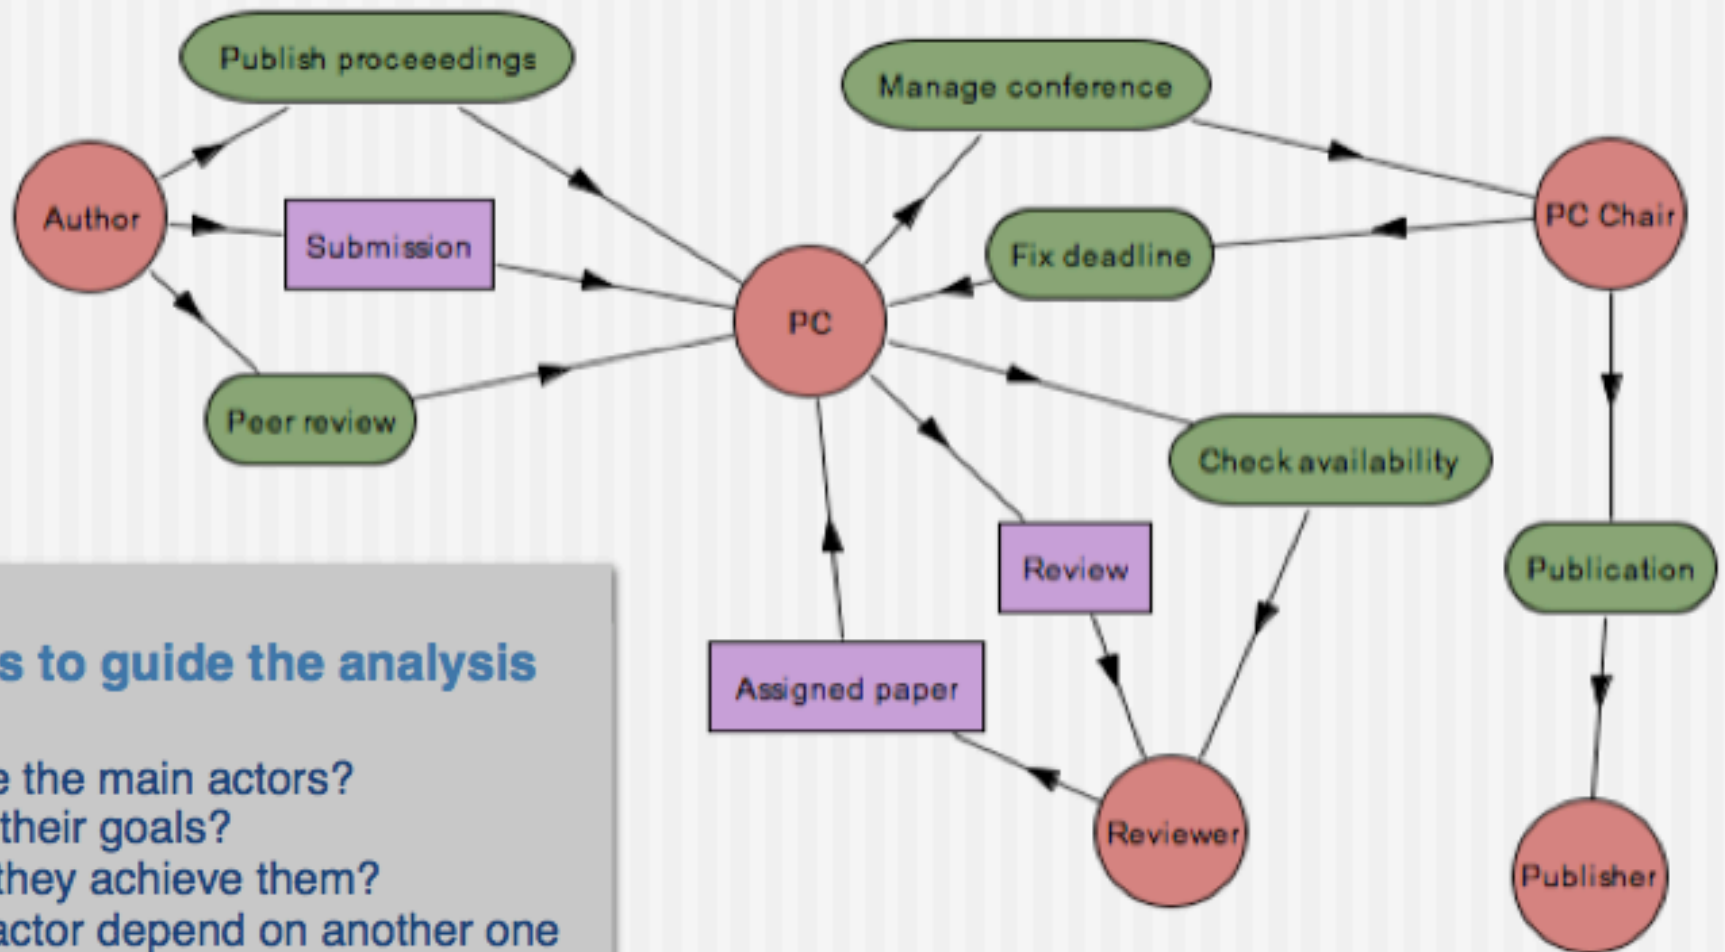 Publish proceeedings
Manage conference
Author
Submission
PC Chair
Fix deadline
PC
Peer review
Check availability
Review
Publication
Assigned paper
Reviewer
Publisher
s to guide the analysis
e the main actors?
their goals?
they achieve them?
actor depend on another one